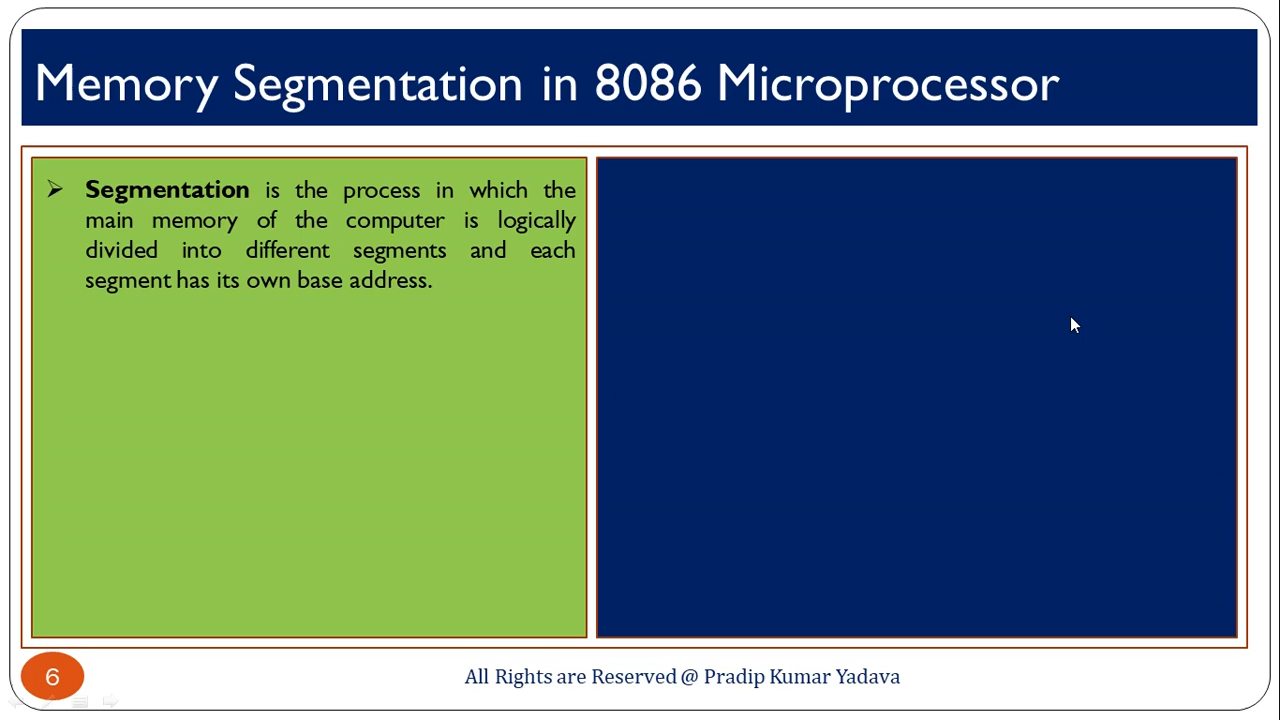 Memory Segmentation in 8086 Microprocessor
Segmentation is the process in which the
main memory of the computer is logically
divided into different segments and each
segment has its own base address.
6
All Rights are Reserved @ Pradip Kumar Yadava